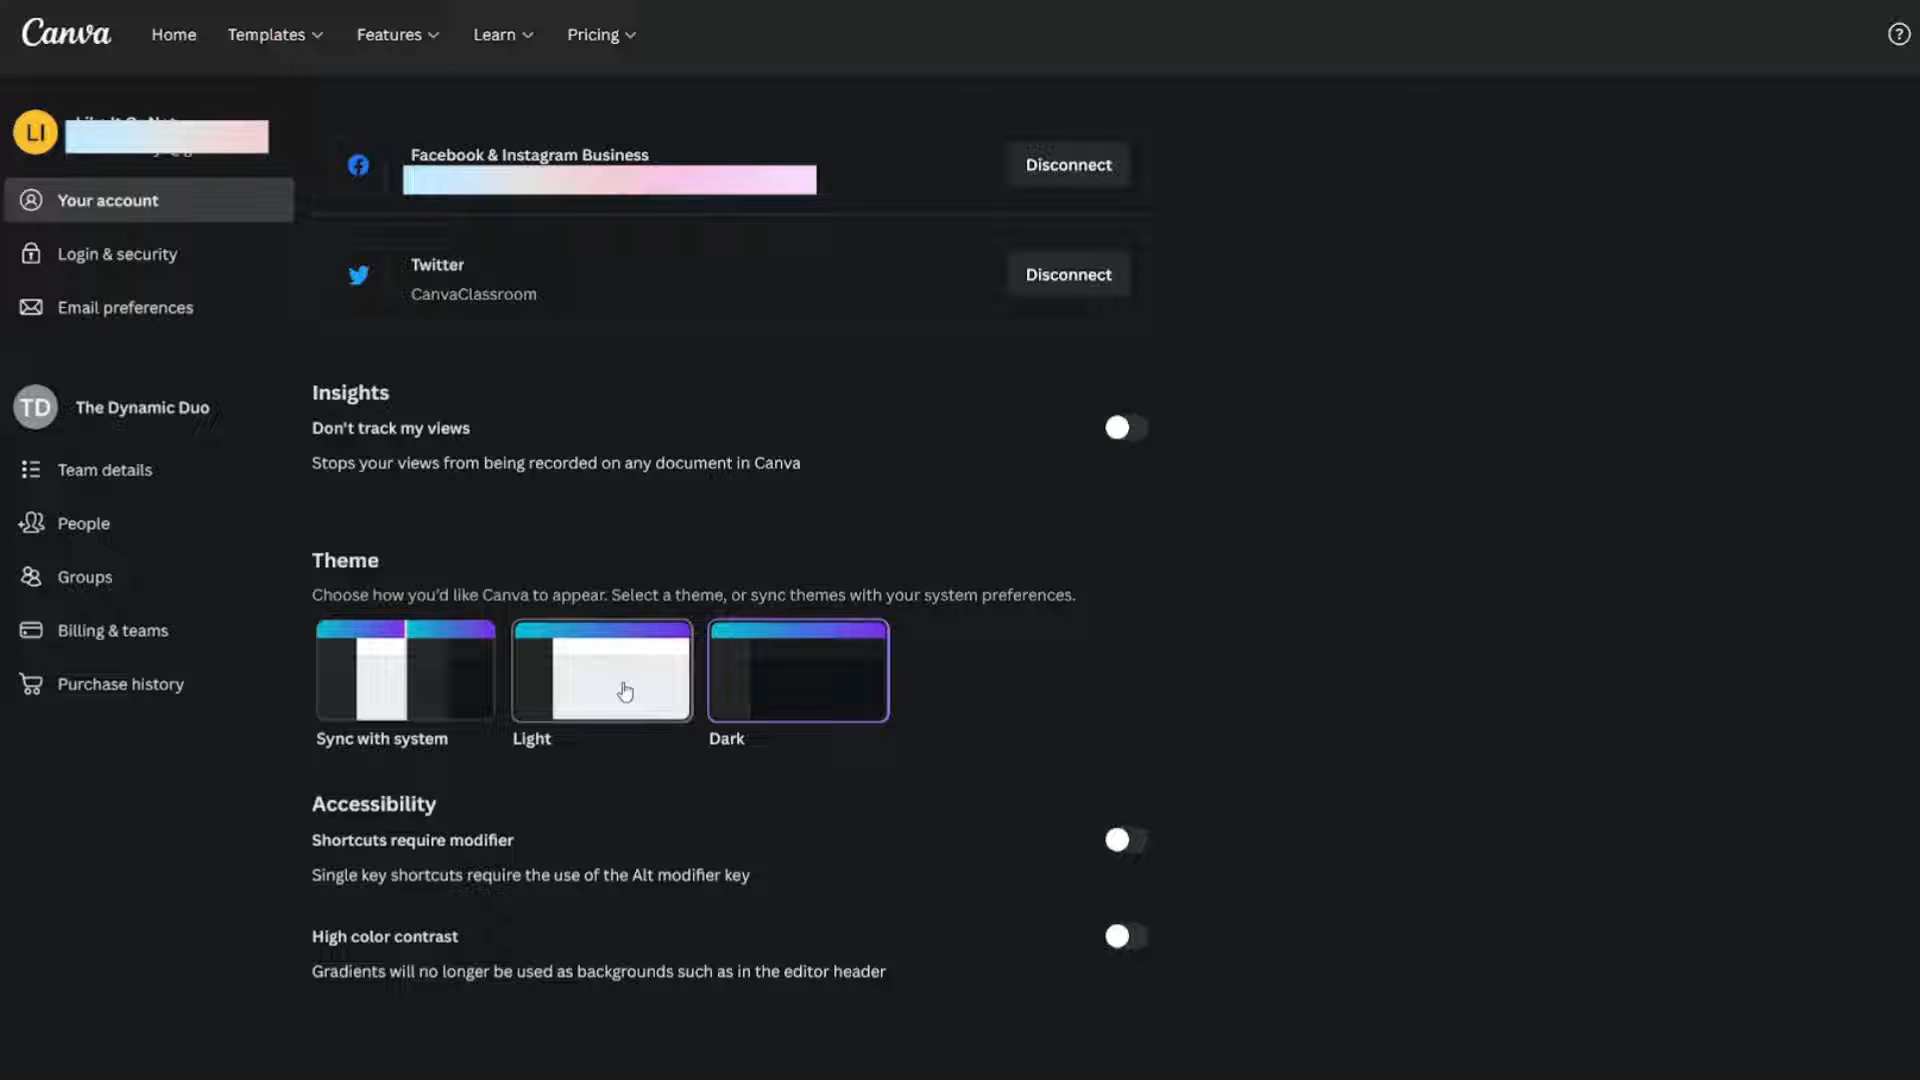 Canva
Home
Templates
Features
Learn
Pricing
?
LI
Your account
Login & security
Email preferences
TD
The Dynamic Duo
Team details
People
Groups
Billing & teams
Purchase history
Facebook & Instagram Business
Disconnect
Twitter
CanvaClassroom
Disconnect
Insights
Don't track my views
Stops your views from being recorded on any document in Canva
Theme
Choose how you'd like Canva to appear. Select a theme, or sync themes with your system preferences.
Sync with system
Light
Dark
Accessibility
Shortcuts require modifier
Single key shortcuts require the use of the Alt modifier key
High color contrast
Gradients will no longer be used as backgrounds such as in the editor header